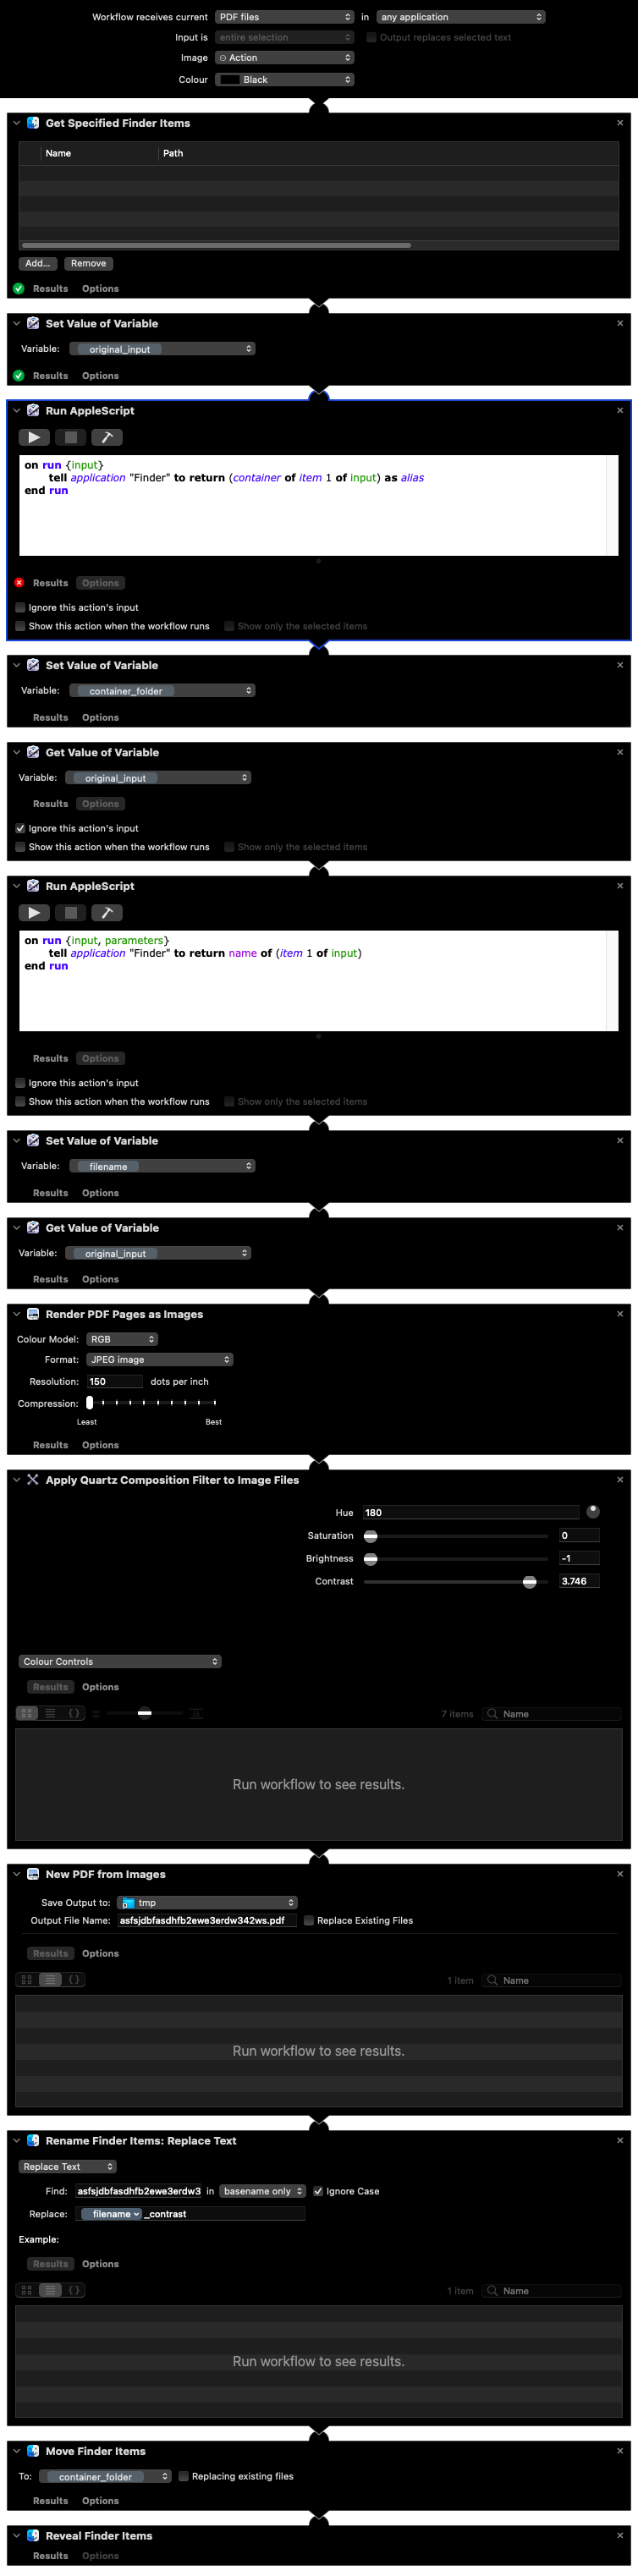 Workflow receives current PDF files in any application
Input is entire selection Output replaces selected text
Image Action
Colour Black
Get Specified Finder Items
Name Path
Add... Remove
Results Options
Set Value of Variable
Variable: original_input
Results Options
Run AppleScript
on run {input}
tell application "Finder" to return (container of item 1 of input) as alias
end run
Results Options
Ignore this action's input
Show this action when the workflow runs Show only the selected items
Set Value of Variable
Variable: container_folder
Results Options
Get Value of Variable
Variable: original_input
Results Options
Ignore this action's input
Show this action when the workflow runs Show only the selected items
Run AppleScript
on run {input, parameters}
tell application "Finder" to return name of (item 1 of input)
end run
Results Options
Ignore this action's input
Show this action when the workflow runs Show only the selected items
Set Value of Variable
Variable: filename
Results Options
Get Value of Variable
Variable: original_input
Results Options
Render PDF Pages as Images
Colour Model: RGB
Format: JPEG image
Resolution: 150 dots per inch
Compression:
Least Best
Results Options
Apply Quartz Composition Filter to Image Files
Hue 180
Saturation 0
Brightness -1
Contrast 3.746
Colour Controls
Results Options
7 items Name
Run workflow to see results.
New PDF from Images
Save Output to: tmp
Output File Name: asfsjdbfasdhfb2ewe3erdw342ws.pdf Replace Existing Files
Results Options
1 item Name
Run workflow to see results.
Rename Finder Items: Replace Text
Replace Text
Find: asfsjdbfasdhfb2ewe3erdw3 in basename only Ignore Case
Replace: filename _contrast
Example:
Results Options
1 item Name
Run workflow to see results.
Move Finder Items
To: container_folder Replacing existing files
Results Options
Reveal Finder Items
Results Options